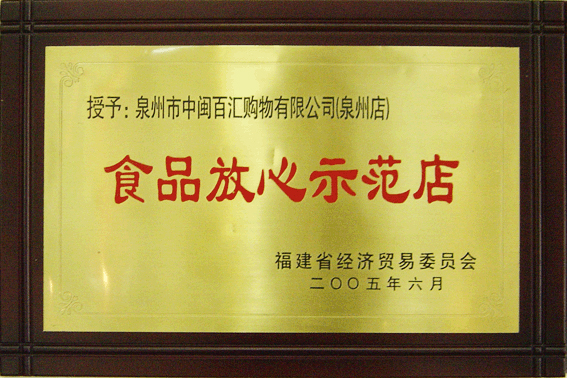 授予：泉州市中闽百汇购物有限公司(泉州店)
食品放心示范店
福建省经济贸易委员会
二〇〇五年六月